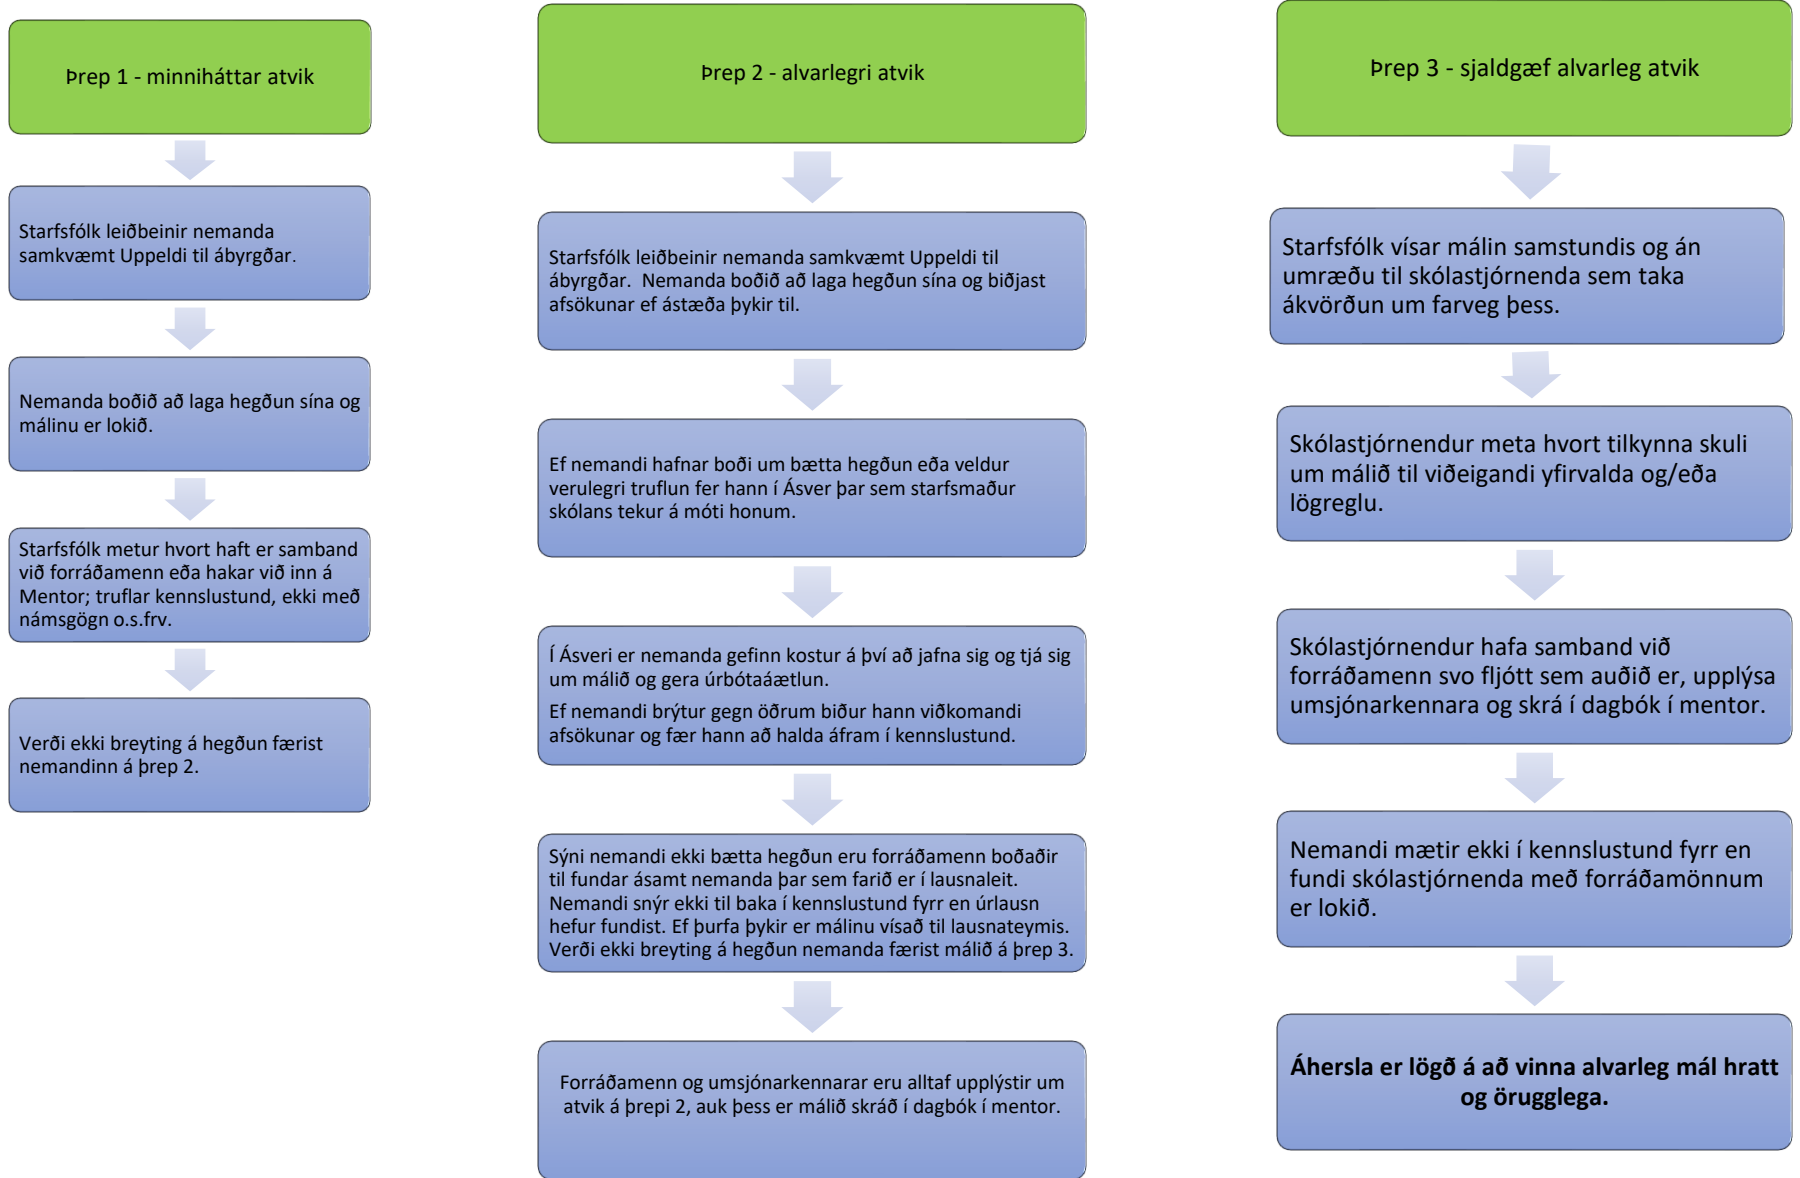 Þrep 1 - minniháttar atvik
Starfsfólk leiðbeinir nemanda
samkvæmt Uppeldi til ábyrgðar.
Nemanda boðið að laga hegðun sína og
málinu er lokið.
Starfsfólk metur hvort haft er samband
við forráðamenn eða hakar við inn á
Mentor; truflar kennslustund, ekki með
námsgögn o.s.frv.
Verði ekki breyting á hegðun færist
nemandinn á þrep 2.
Þrep 2 - alvarlegri atvik
Starfsfólk leiðbeinir nemanda samkvæmt Uppeldi til
ábyrgðar.  Nemanda boðið að laga hegðun sína og biðjast
afsökunar ef ástæða þykir til.
Ef nemandi hafnar boði um bætta hegðun eða veldur
verulegri truflun fer hann í Ásver þar sem starfsmaður
skólans tekur á móti honum.
Í Ásveri er nemanda gefinn kostur á því að jafna sig og tjá sig
um málið og gera úrbótaáætlun.
Ef nemandi brýtur gegn öðrum biður hann viðkomandi
afsökunar og fær hann að halda áfram í kennslustund.
Sýni nemandi ekki bætta hegðun eru forráðamenn boðaðir
til fundar ásamt nemanda þar sem farið er í lausnaleit.
Nemandi snýr ekki til baka í kennslustund fyrr en úrlausn
hefur fundist. Ef þurfa þykir er málinu vísað til lausnateymis.
Verði ekki breyting á hegðun nemanda færist málið á þrep 3.
Forráðamenn og umsjónarkennarar eru alltaf upplýstir um
atvik á þrepi 2, auk þess er málið skráð í dagbók í mentor.
Þrep 3 - sjaldgæf alvarleg atvik
Starfsfólk vísar málin samstundis og án
umræðu til skólastjórnenda sem taka
ákvörðun um farveg þess.
Skólastjórnendur meta hvort tilkynna skuli
um málið til viðeigandi yfirvalda og/eða
lögreglu.
Skólastjórnendur hafa samband við
forráðamenn svo fljótt sem auðið er, upplýsa
umsjónarkennara og skrá í dagbók í mentor.
Nemandi mætir ekki í kennslustund fyrr en
fundi skólastjórnenda með forráðamönnum
er lokið.
Áhersla er lögð á að vinna alvarleg mál hratt
og örugglega.